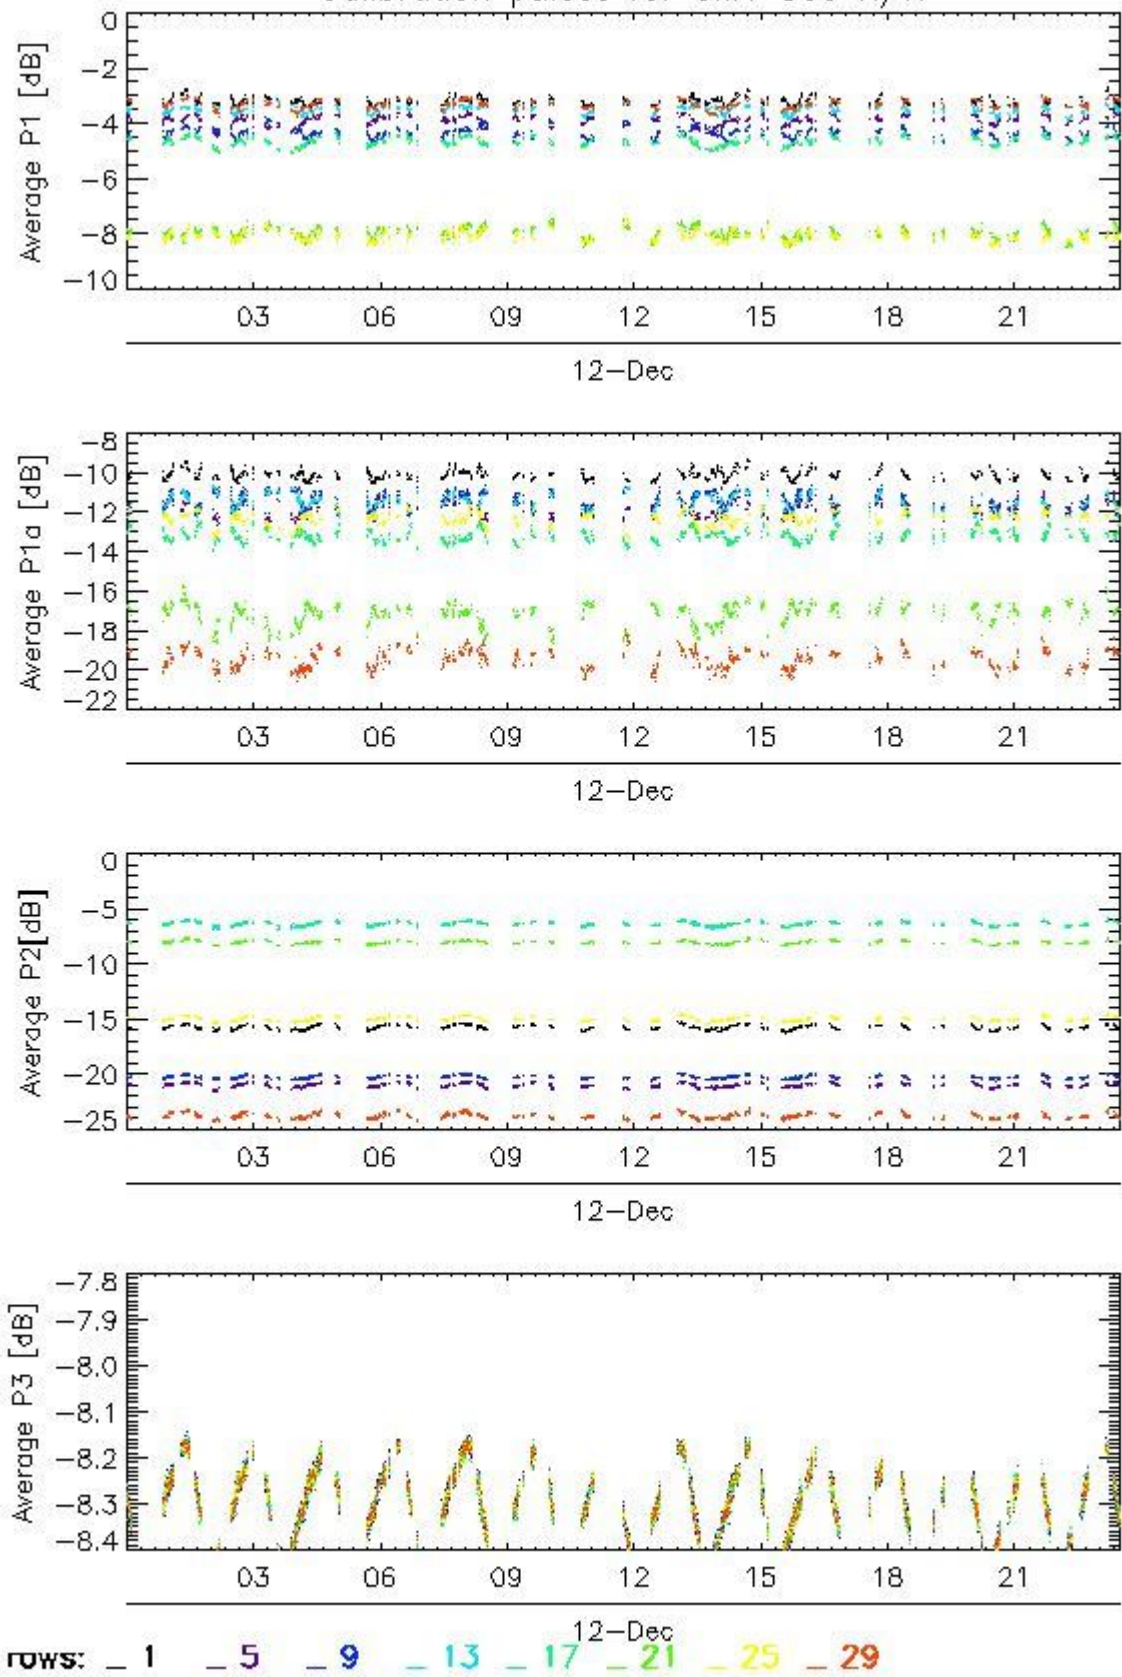 0
-2
-4
-6
-8
-10
Average P1 [dB]
03 06 09 12 15 18 21
12-Dec
-8
-10
-12
-14
-16
-18
-20
-22
Average P1a [dB]
03 06 09 12 15 18 21
12-Dec
0
-5
-10
-15
-20
-25
Average P2[dB]
03 06 09 12 15 18 21
12-Dec
-7.8
-7.9
-8.0
-8.1
-8.2
-8.3
-8.4
Average P3 [dB]
03 06 09 12 15 18 21
12-Dec
rows: _ 1 _ 5 _ 9 _ 13 _ 17 _ 21 _ 25 _ 29